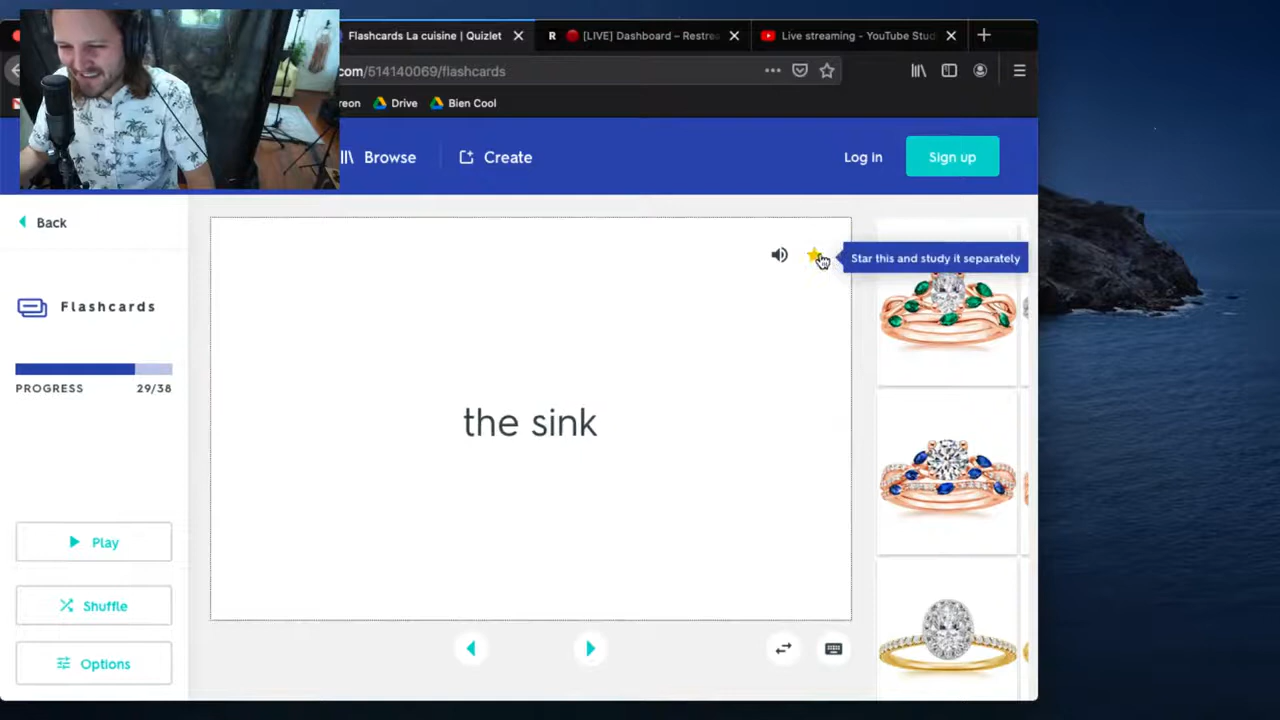 Flashcards La cuisine | Quizlet
R [LIVE] Dashboard – Restrea
Live streaming - YouTube Stud
com/514140069/flashcards
reon
Drive
Bien Cool
Browse
Create
Log in
Sign up
Back
Star this and study it separately
Flashcards
PROGRESS 29/38
the sink
Play
Shuffle
Options